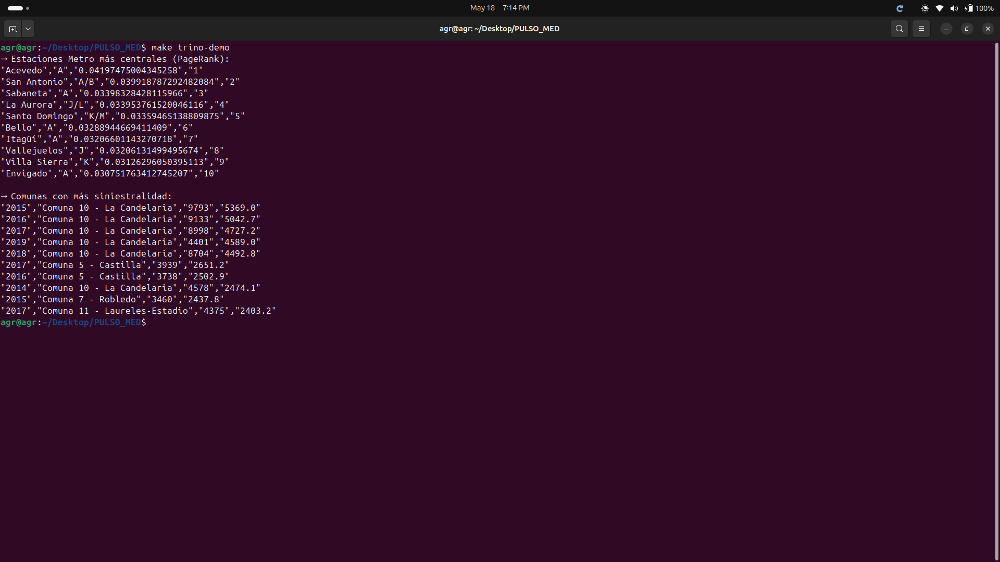 May 18 7:14 PM
100%
agr@agr: ~/Desktop/PULSO_MED
agr@agr:~/Desktop/PULSO_MED$ make trino-demo
→ Estaciones Metro más centrales (PageRank):
"Acevedo","A","0.04197475004345258","1"
"San Antonio","A/B","0.039918787292482084","2"
"Sabaneta","A","0.03398328428115966","3"
"La Aurora","J/L","0.033953761520046116","4"
"Santo Domingo","K/M","0.03359465138809875","5"
"Bello","A","0.03288944669411409","6"
"Itagüí","A","0.03206601143270718","7"
"Vallejuelos","J","0.03206131499495674","8"
"Villa Sierra","K","0.03126296050395113","9"
"Envigado","A","0.030751763412745207","10"
→ Comunas con más siniestralidad:
"2015","Comuna 10 - La Candelaria","9793","5369.0"
"2016","Comuna 10 - La Candelaria","9133","5042.7"
"2017","Comuna 10 - La Candelaria","8998","4727.2"
"2019","Comuna 10 - La Candelaria","4401","4589.0"
"2018","Comuna 10 - La Candelaria","8704","4492.8"
"2017","Comuna 5 - Castilla","3939","2651.2"
"2016","Comuna 5 - Castilla","3738","2502.9"
"2014","Comuna 10 - La Candelaria","4578","2474.1"
"2015","Comuna 7 - Robledo","3460","2437.8"
"2017","Comuna 11 - Laureles-Estadio","4375","2403.2"
agr@agr:~/Desktop/PULSO_MED$